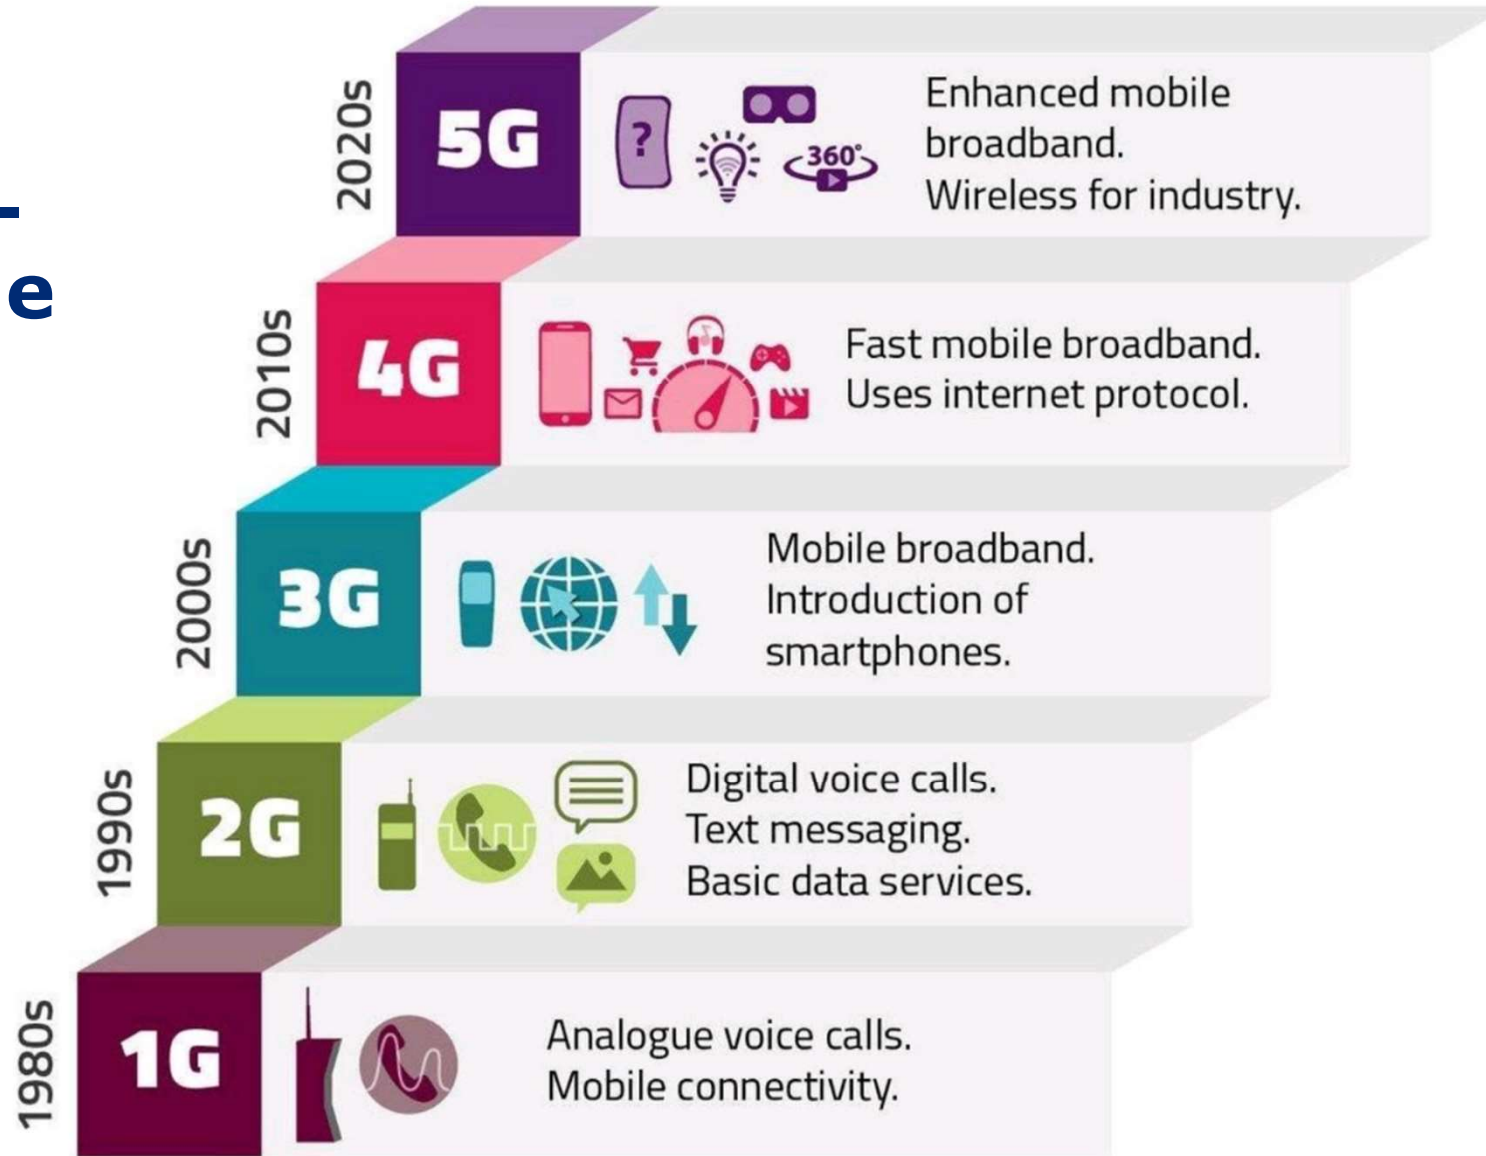 -
e
2020s
5G
?
360°
Enhanced mobile
broadband.
Wireless for industry.
2010s
4G
Fast mobile broadband.
Uses internet protocol.
2000s
3G
Mobile broadband.
Introduction of
smartphones.
1990s
2G
Digital voice calls.
Text messaging.
Basic data services.
1980s
1G
Analogue voice calls.
Mobile connectivity.